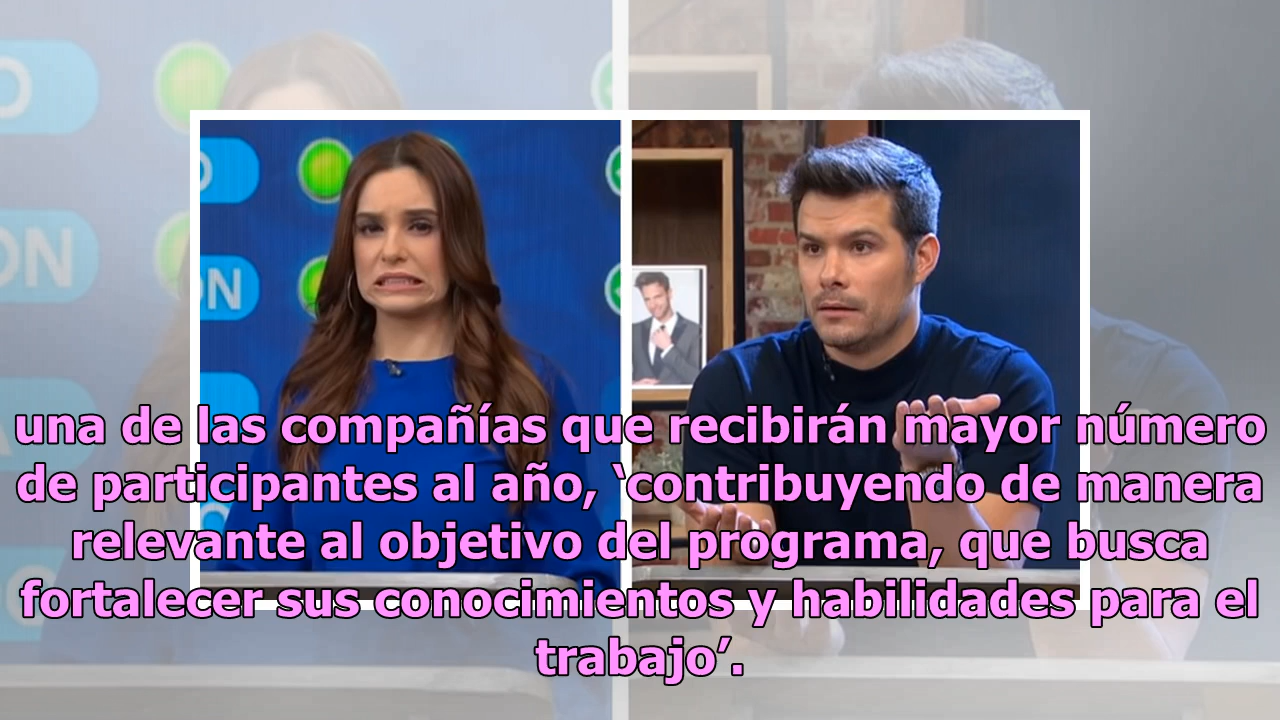 O
ON
una de las compañías que recibirán mayor número
de participantes al año, ‘contribuyendo de manera
relevante al objetivo del programa, que busca
fortalecer sus conocimientos y habilidades para el
trabajo’.